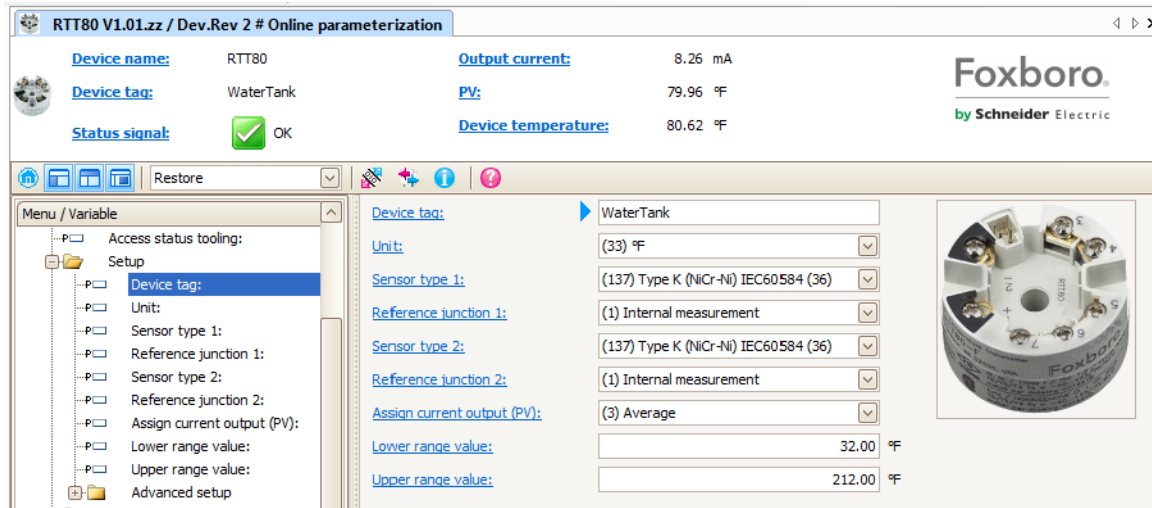 RTT80 V1.01.zz / Dev.Rev 2 # Online parameterization
Device name: RTT80 Output current: 8.26 mA
Device tag: WaterTank PV: 79.96 °F
Status signal: OK Device temperature: 80.62 °F
Foxboro.
by Schneider Electric
Restore
Menu / Variable
Access status tooling:
Setup
Device tag:
Unit:
Sensor type 1:
Reference junction 1:
Sensor type 2:
Reference junction 2:
Assign current output (PV):
Lower range value:
Upper range value:
Advanced setup
Device tag: WaterTank
Unit: (33) °F
Sensor type 1: (137) Type K (NiCr-Ni) IEC60584 (36)
Reference junction 1: (1) Internal measurement
Sensor type 2: (137) Type K (NiCr-Ni) IEC60584 (36)
Reference junction 2: (1) Internal measurement
Assign current output (PV): (3) Average
Lower range value: 32.00 °F
Upper range value: 212.00 °F
RTT80
Foxboro